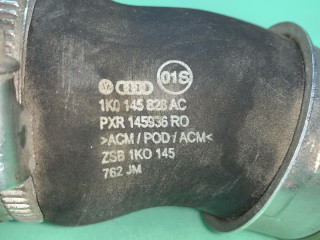 01S
1K0 145 828 AC
PXR 145936 RO
>ACM / POD / ACM<
ZSB 1KO 145
762 JM